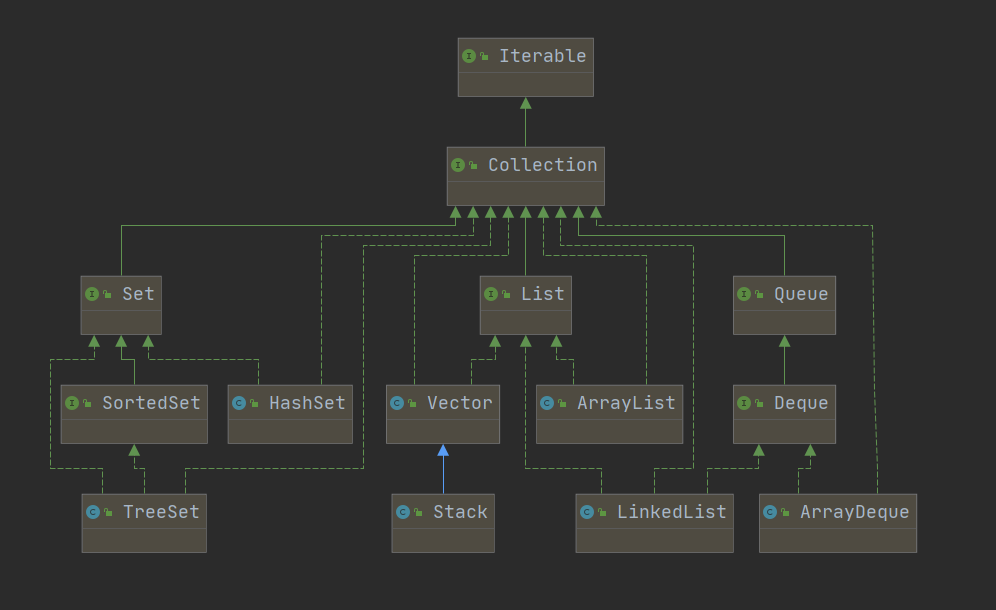 Iterable
Collection
Set
List
Queue
SortedSet
HashSet
Vector
ArrayList
Deque
TreeSet
Stack
LinkedList
ArrayDeque